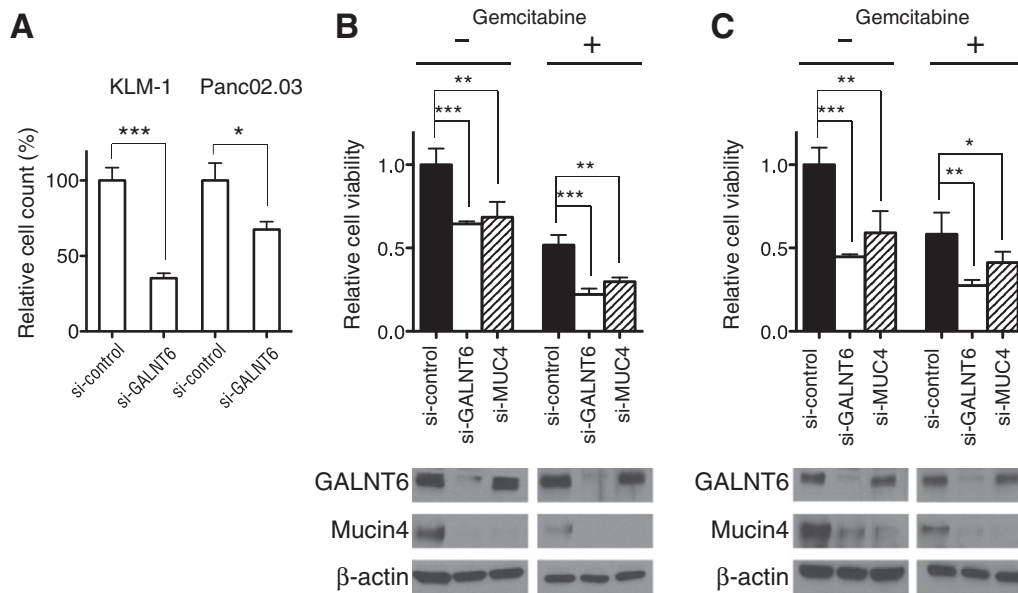 A
KLM-1 Panc02.03
*** *
Relative cell count (%)
100
50
0
si-control
si-GALNT6
si-control
si-GALNT6
B
Gemcitabine
− +
**
***
**
***
Relative cell viability
1.0
0.5
0.0
si-control
si-GALNT6
si-MUC4
si-control
si-GALNT6
si-MUC4
GALNT6
Mucin4
β-actin
C
Gemcitabine
− +
**
***
*
**
Relative cell viability
1.0
0.5
0.0
si-control
si-GALNT6
si-MUC4
si-control
si-GALNT6
si-MUC4
GALNT6
Mucin4
β-actin